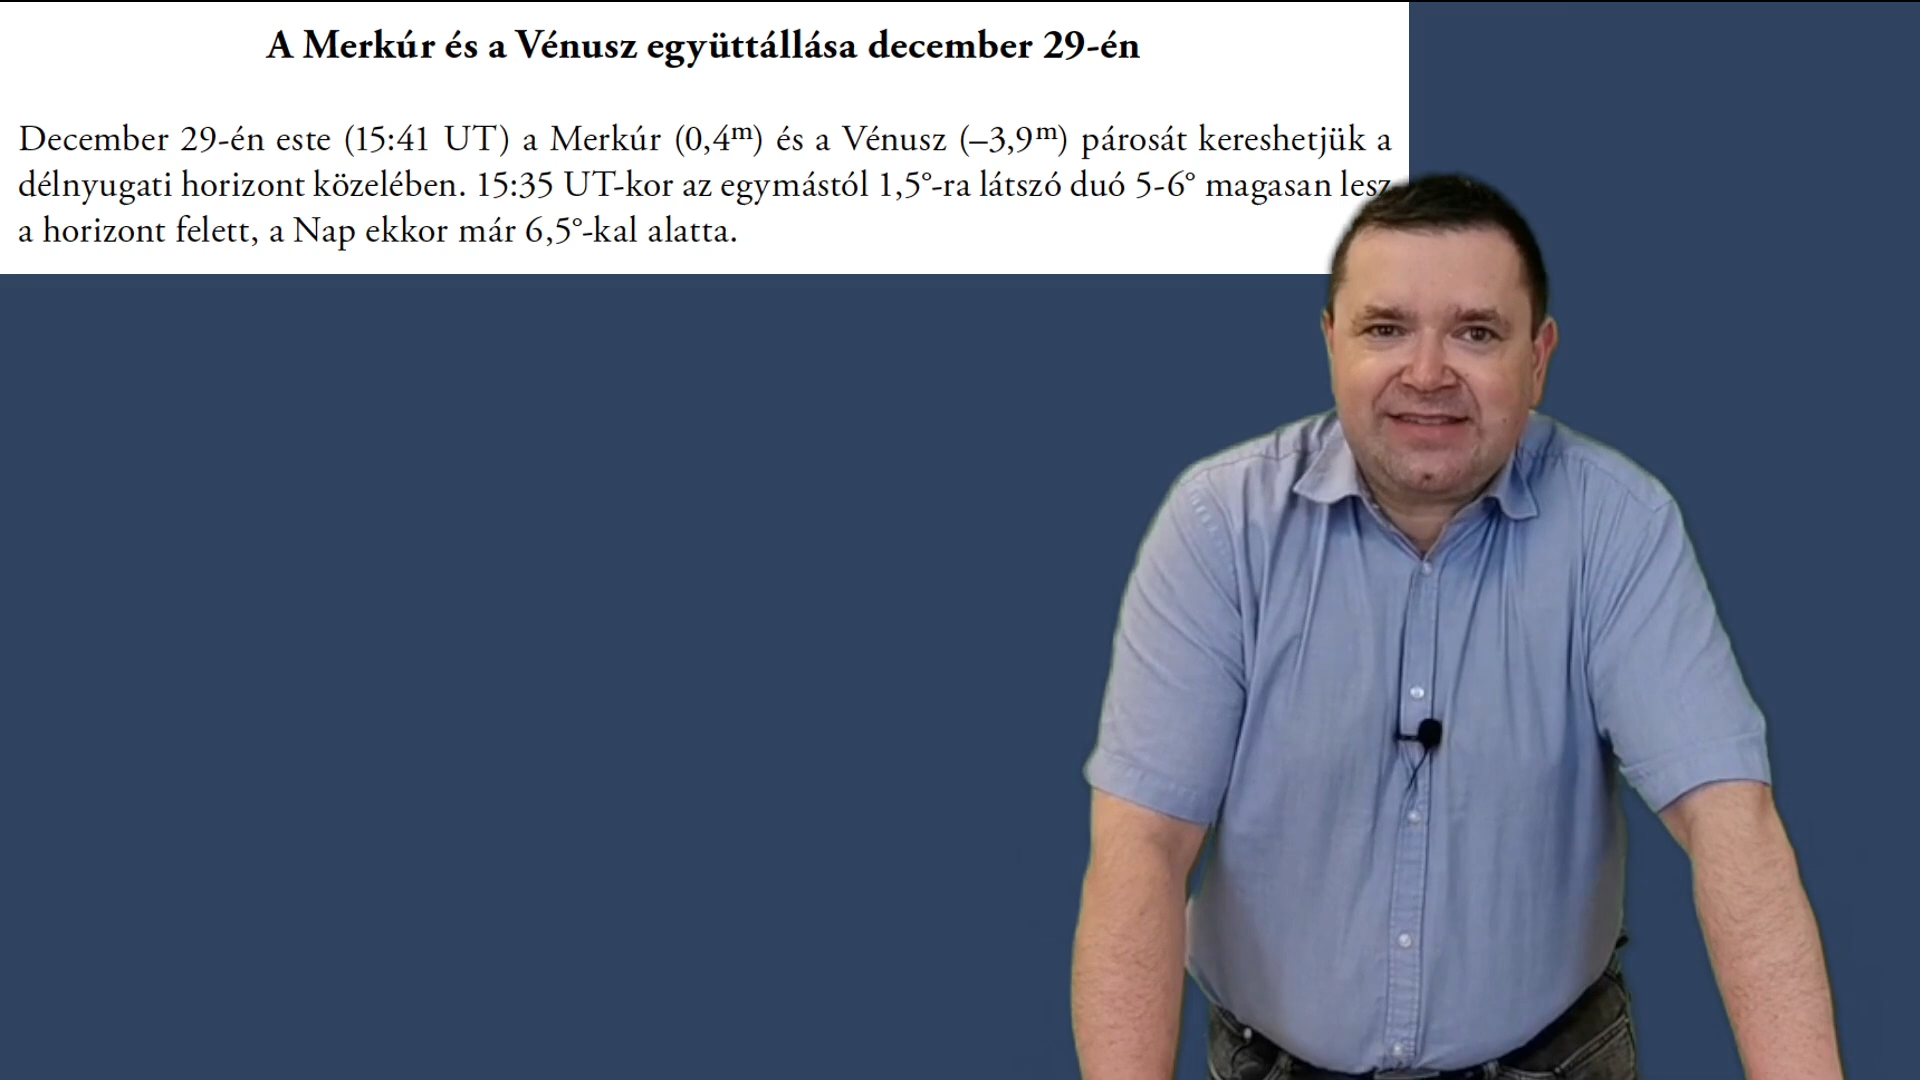 A Merkúr és a Vénusz együttállása december 29-én
December 29-én este (15:41 UT) a Merkúr (0,4ᵐ) és a Vénusz (–3,9ᵐ) párosát kereshetjük a
délnyugati horizont közelében. 15:35 UT-kor az egymástól 1,5°-ra látszó duó 5-6° magasan lesz
a horizont felett, a Nap ekkor már 6,5°-kal alatta.